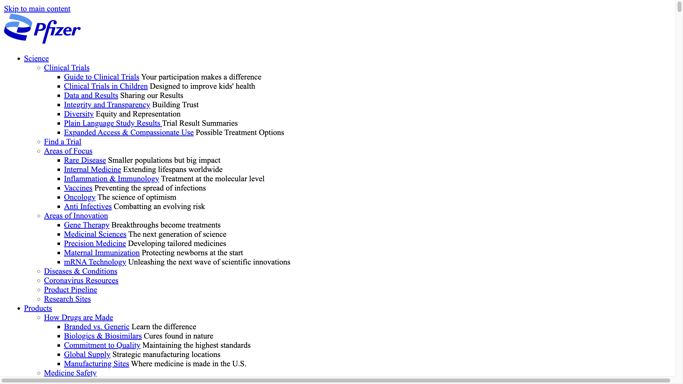 Skip to main content
Pfizer
Science
Clinical Trials
Guide to Clinical Trials Your participation makes a difference
Clinical Trials in Children Designed to improve kids' health
Data and Results Sharing our Results
Integrity and Transparency Building Trust
Diversity Equity and Representation
Plain Language Study Results Trial Result Summaries
Expanded Access & Compassionate Use Possible Treatment Options
Find a Trial
Areas of Focus
Rare Disease Smaller populations but big impact
Internal Medicine Extending lifespans worldwide
Inflammation & Immunology Treatment at the molecular level
Vaccines Preventing the spread of infections
Oncology The science of optimism
Anti Infectives Combatting an evolving risk
Areas of Innovation
Gene Therapy Breakthroughs become treatments
Medicinal Sciences The next generation of science
Precision Medicine Developing tailored medicines
Maternal Immunization Protecting newborns at the start
mRNA Technology Unleashing the next wave of scientific innovations
Diseases & Conditions
Coronavirus Resources
Product Pipeline
Research Sites
Products
How Drugs are Made
Branded vs. Generic Learn the difference
Biologics & Biosimilars Cures found in nature
Commitment to Quality Maintaining the highest standards
Global Supply Strategic manufacturing locations
Manufacturing Sites Where medicine is made in the U.S.
Medicine Safety